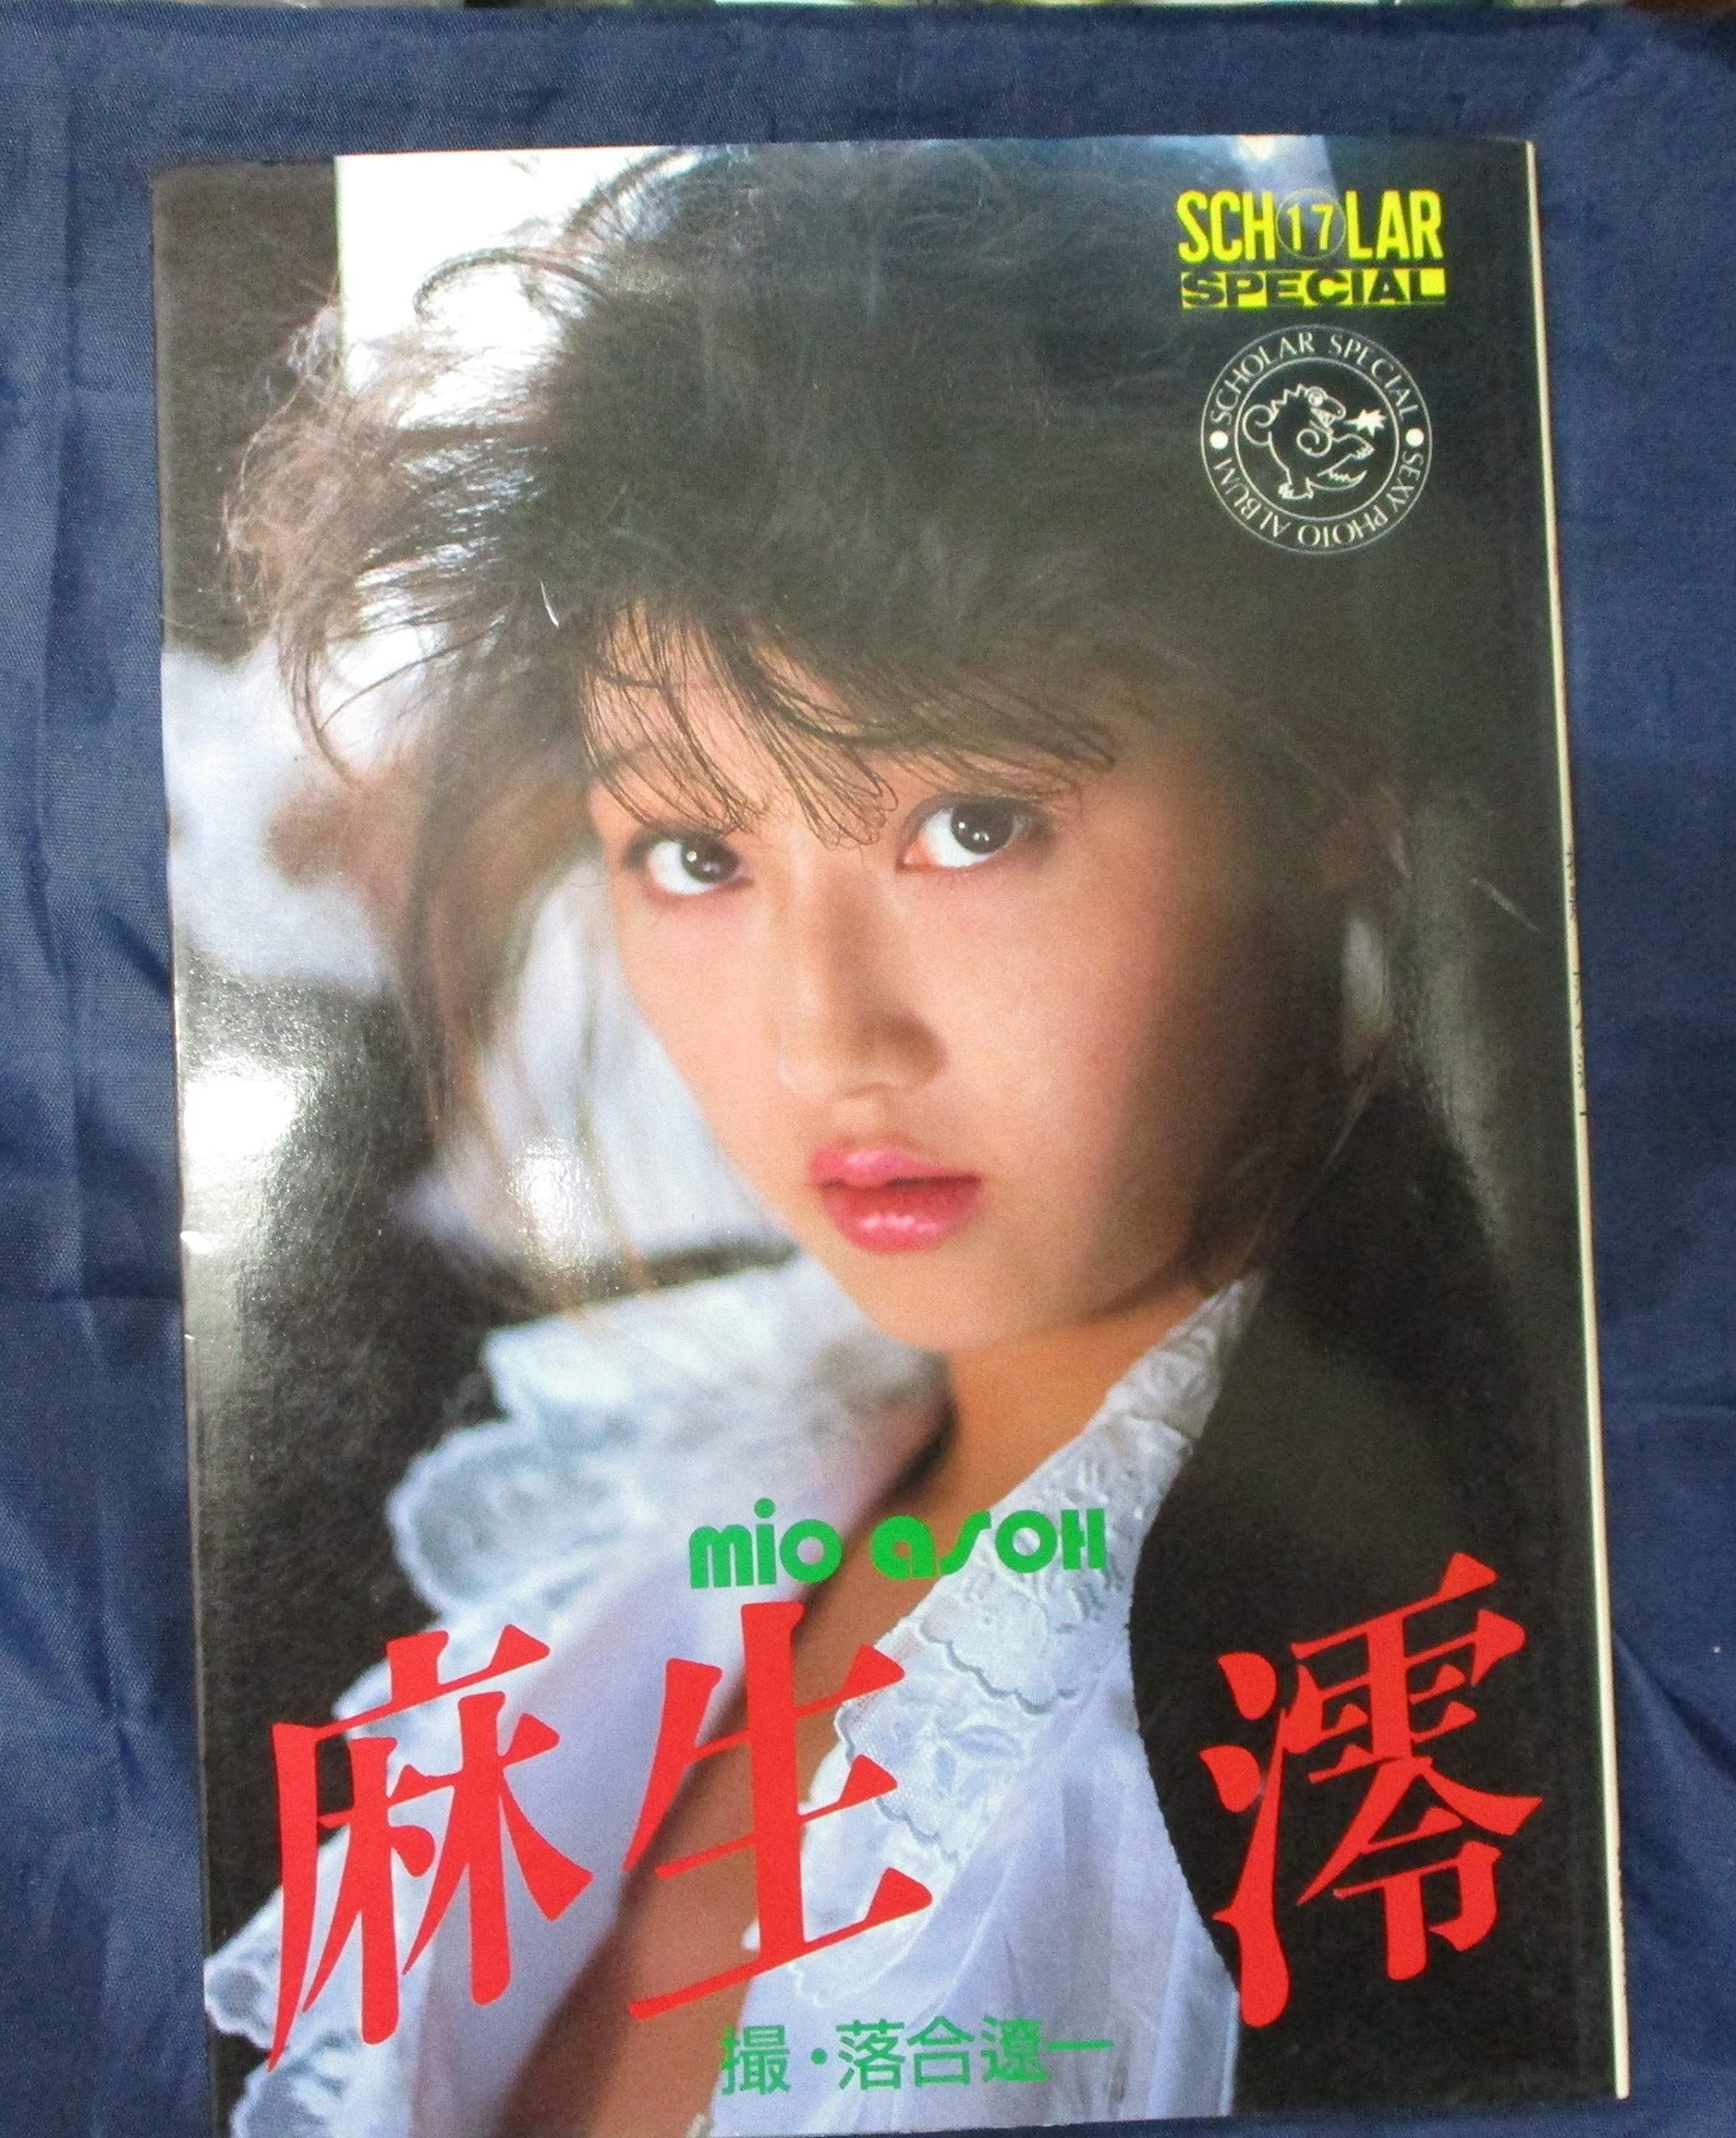 SCH17LAR
SPECIAL
SCHOLAR SPECIAL ● SEXY PHOTO ALBUM ●
mio asoH
麻生 澪
撮・落合遼一